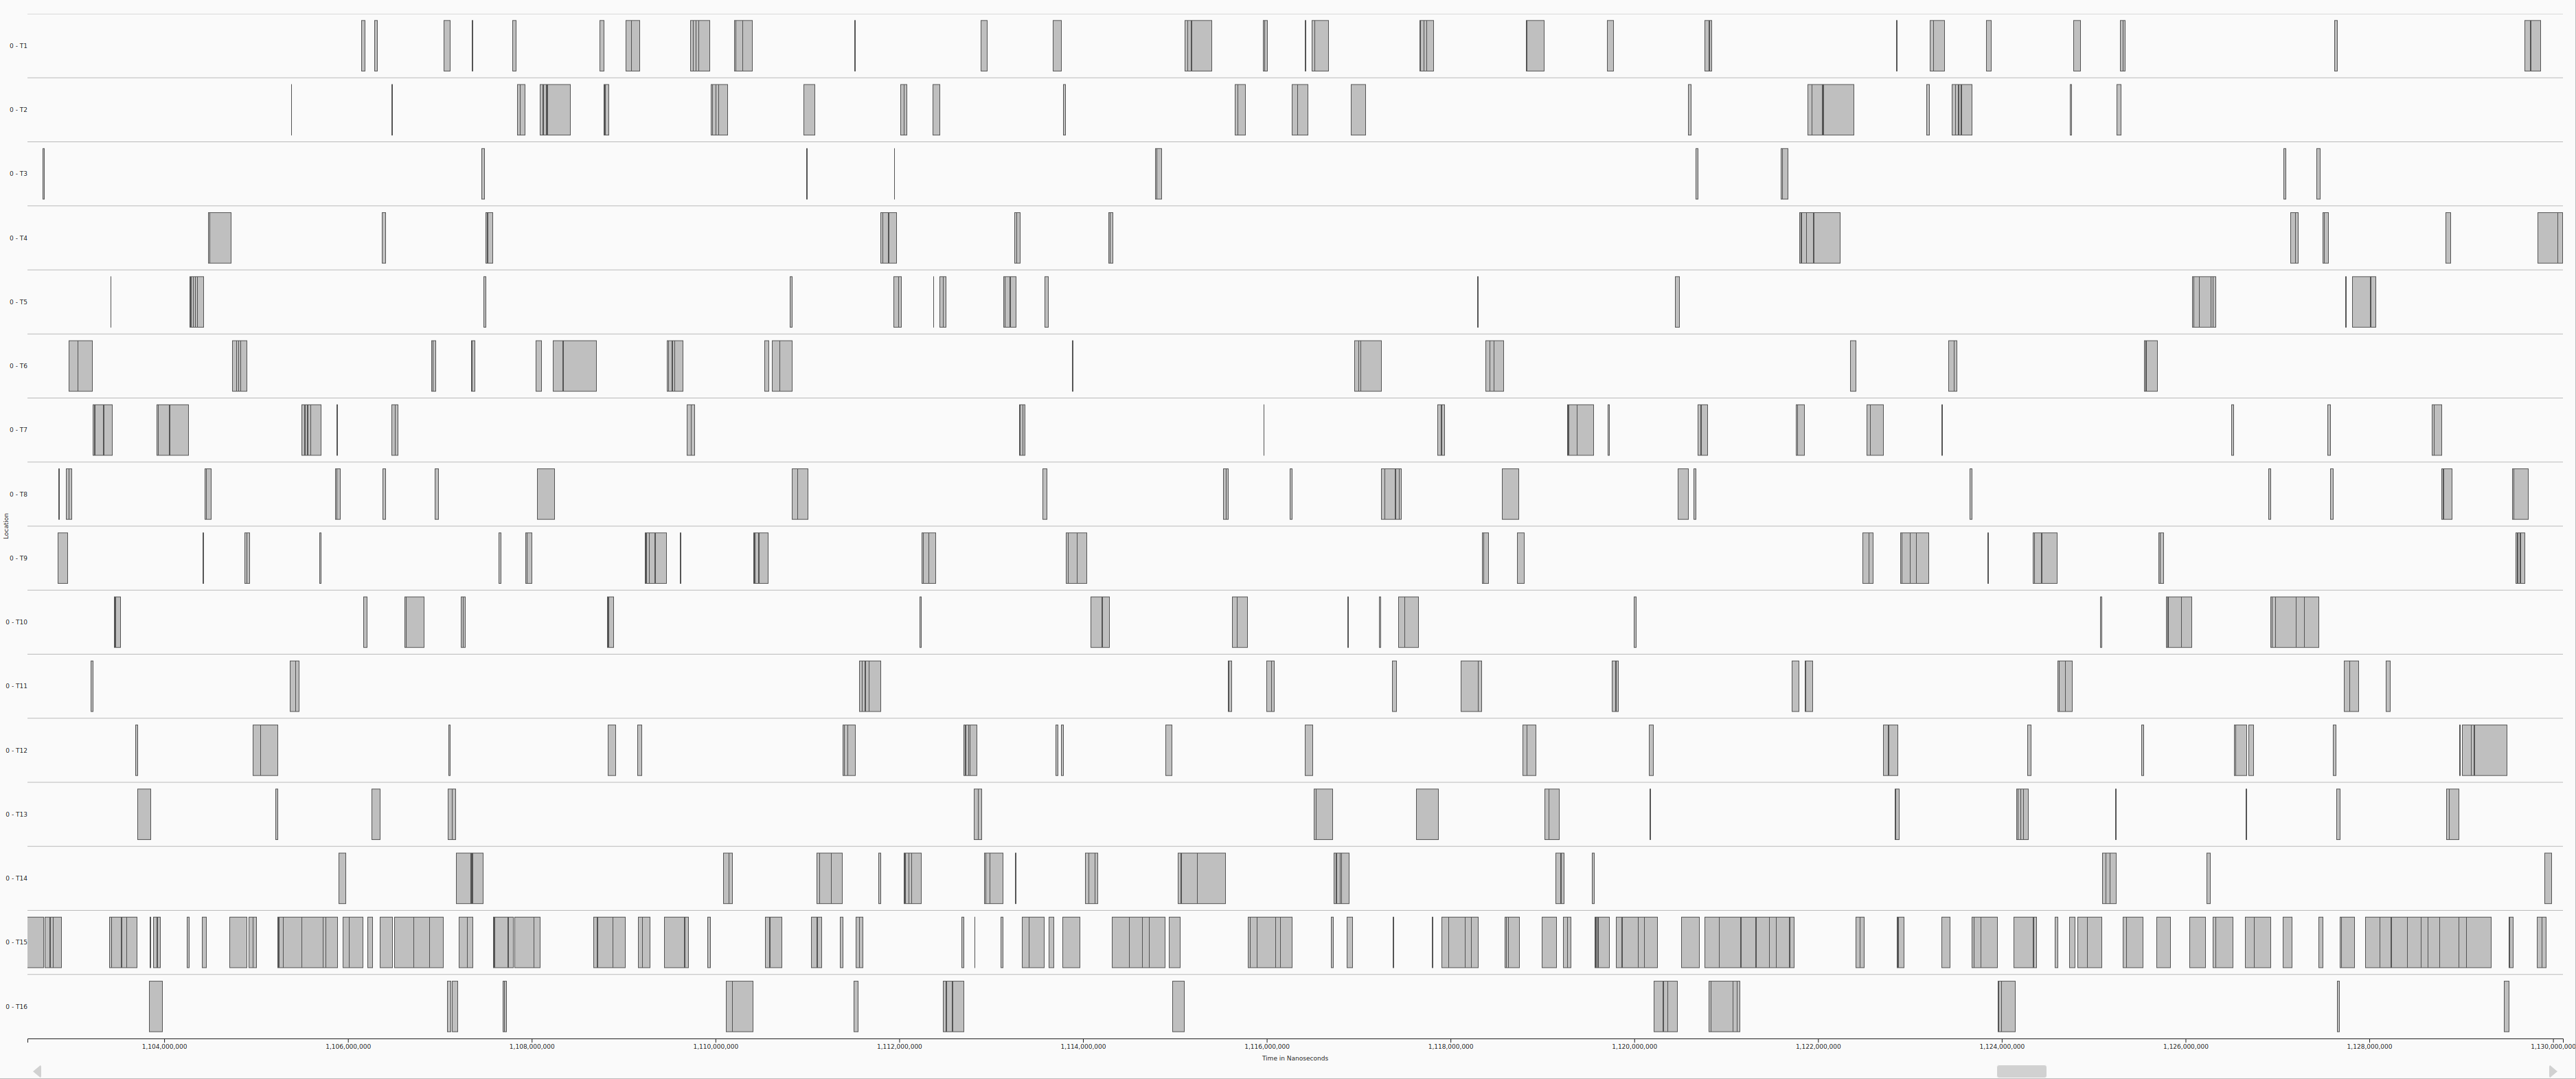 0 - T1
0 - T2
0 - T3
0 - T4
0 - T5
0 - T6
0 - T7
0 - T8
Location
0 - T9
0 - T10
0 - T11
0 - T12
0 - T13
0 - T14
0 - T15
0 - T16
1,104,000,000 1,106,000,000 1,108,000,000 1,110,000,000 1,112,000,000 1,114,000,000 1,116,000,000 1,118,000,000 1,120,000,000 1,122,000,000 1,124,000,000 1,126,000,000 1,128,000,000 1,130,000,000
Time in Nanoseconds